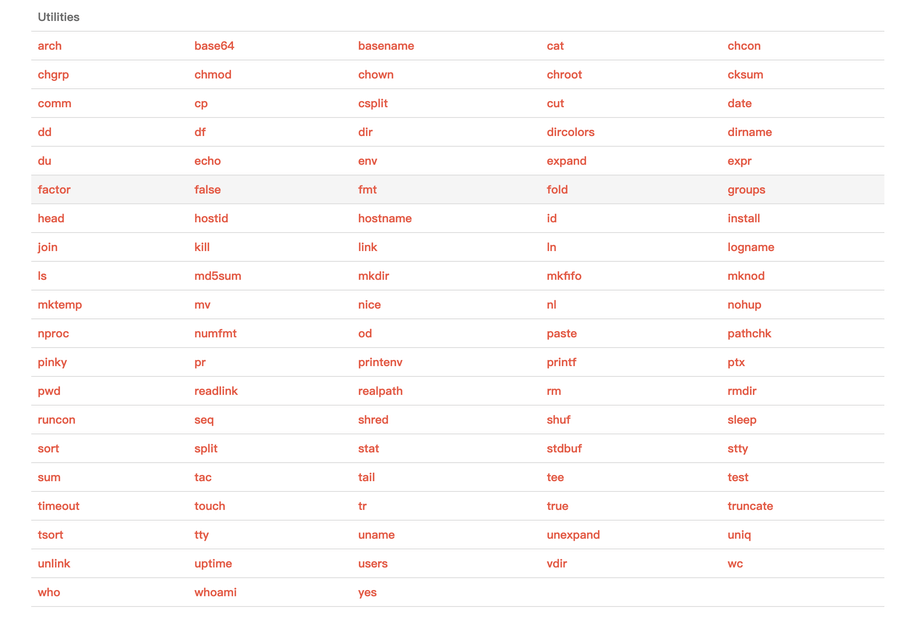 Utilities
arch base64 basename cat chcon
chgrp chmod chown chroot cksum
comm cp csplit cut date
dd df dir dircolors dirname
du echo env expand expr
factor false fmt fold groups
head hostid hostname id install
join kill link ln logname
ls md5sum mkdir mkfifo mknod
mktemp mv nice nl nohup
nproc numfmt od paste pathchk
pinky pr printenv printf ptx
pwd readlink realpath rm rmdir
runcon seq shred shuf sleep
sort split stat stdbuf stty
sum tac tail tee test
timeout touch tr true truncate
tsort tty uname unexpand uniq
unlink uptime users vdir wc
who whoami yes